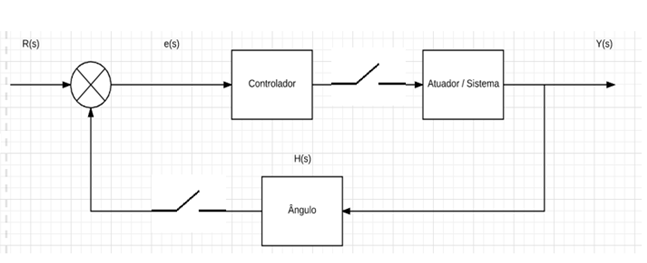 R(s)
e(s)
Y(s)
Controlador
Atuador / Sistema
H(s)
Ângulo